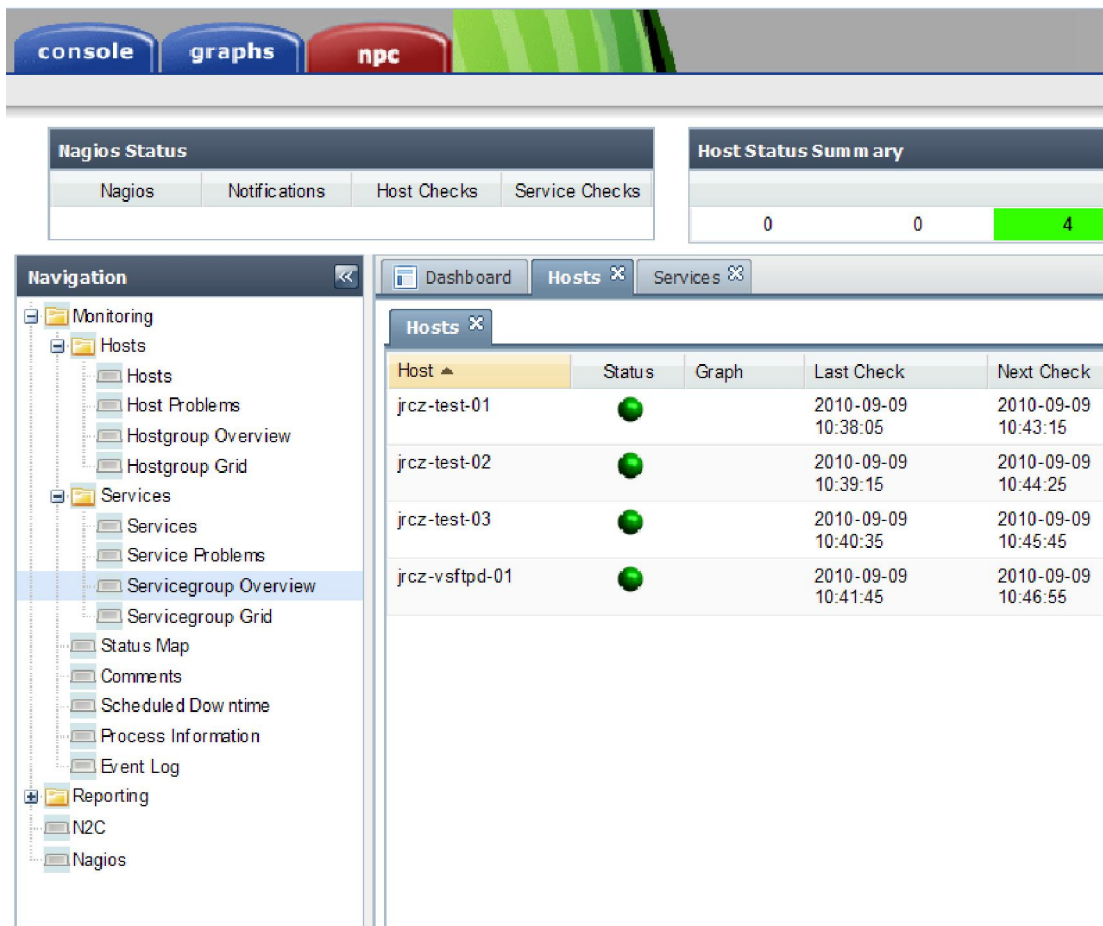 console graphs npc
Nagios Status
Nagios Notifications Host Checks Service Checks
Host Status Summary
0 0 4
Navigation
Monitoring
Hosts
Hosts
Host Problems
Hostgroup Overview
Hostgroup Grid
Services
Services
Service Problems
Servicegroup Overview
Servicegroup Grid
Status Map
Comments
Scheduled Downtime
Process Information
Event Log
Reporting
N2C
Nagios
Dashboard Hosts Services
Hosts
Host Status Graph Last Check Next Check
jrcz-test-01 2010-09-09 2010-09-09
10:38:05 10:43:15
jrcz-test-02 2010-09-09 2010-09-09
10:39:15 10:44:25
jrcz-test-03 2010-09-09 2010-09-09
10:40:35 10:45:45
jrcz-vsftpd-01 2010-09-09 2010-09-09
10:41:45 10:46:55